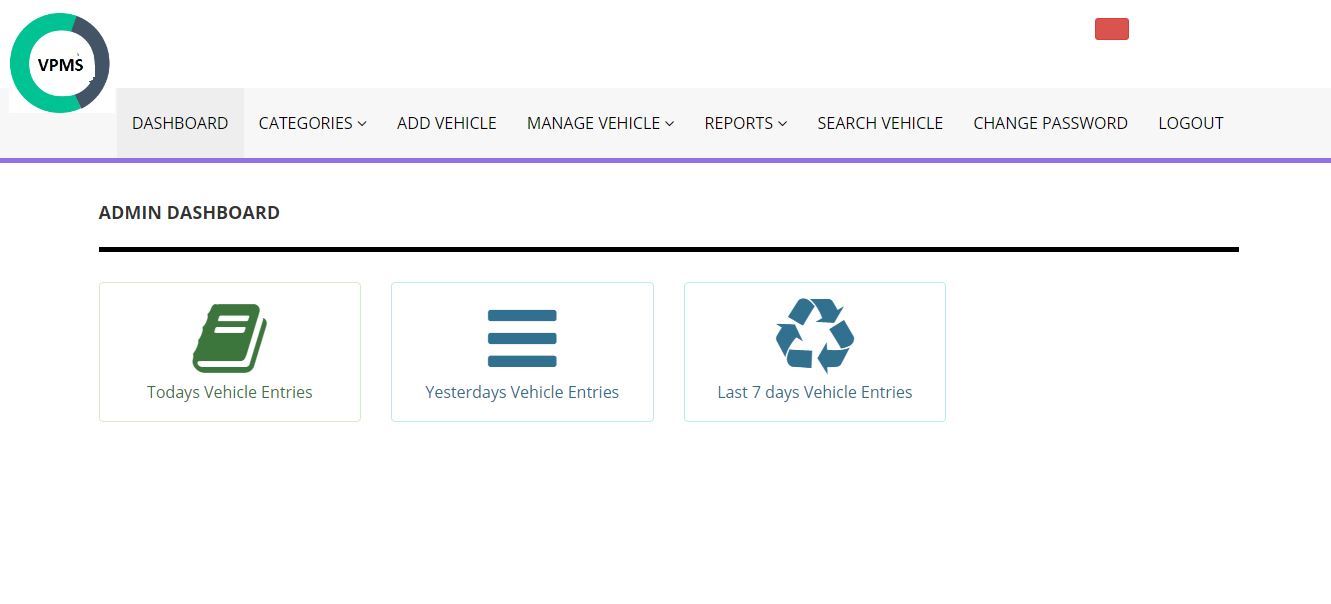 VPMS
DASHBOARD CATEGORIES ADD VEHICLE MANAGE VEHICLE REPORTS SEARCH VEHICLE CHANGE PASSWORD LOGOUT
ADMIN DASHBOARD
Todays Vehicle Entries Yesterdays Vehicle Entries Last 7 days Vehicle Entries